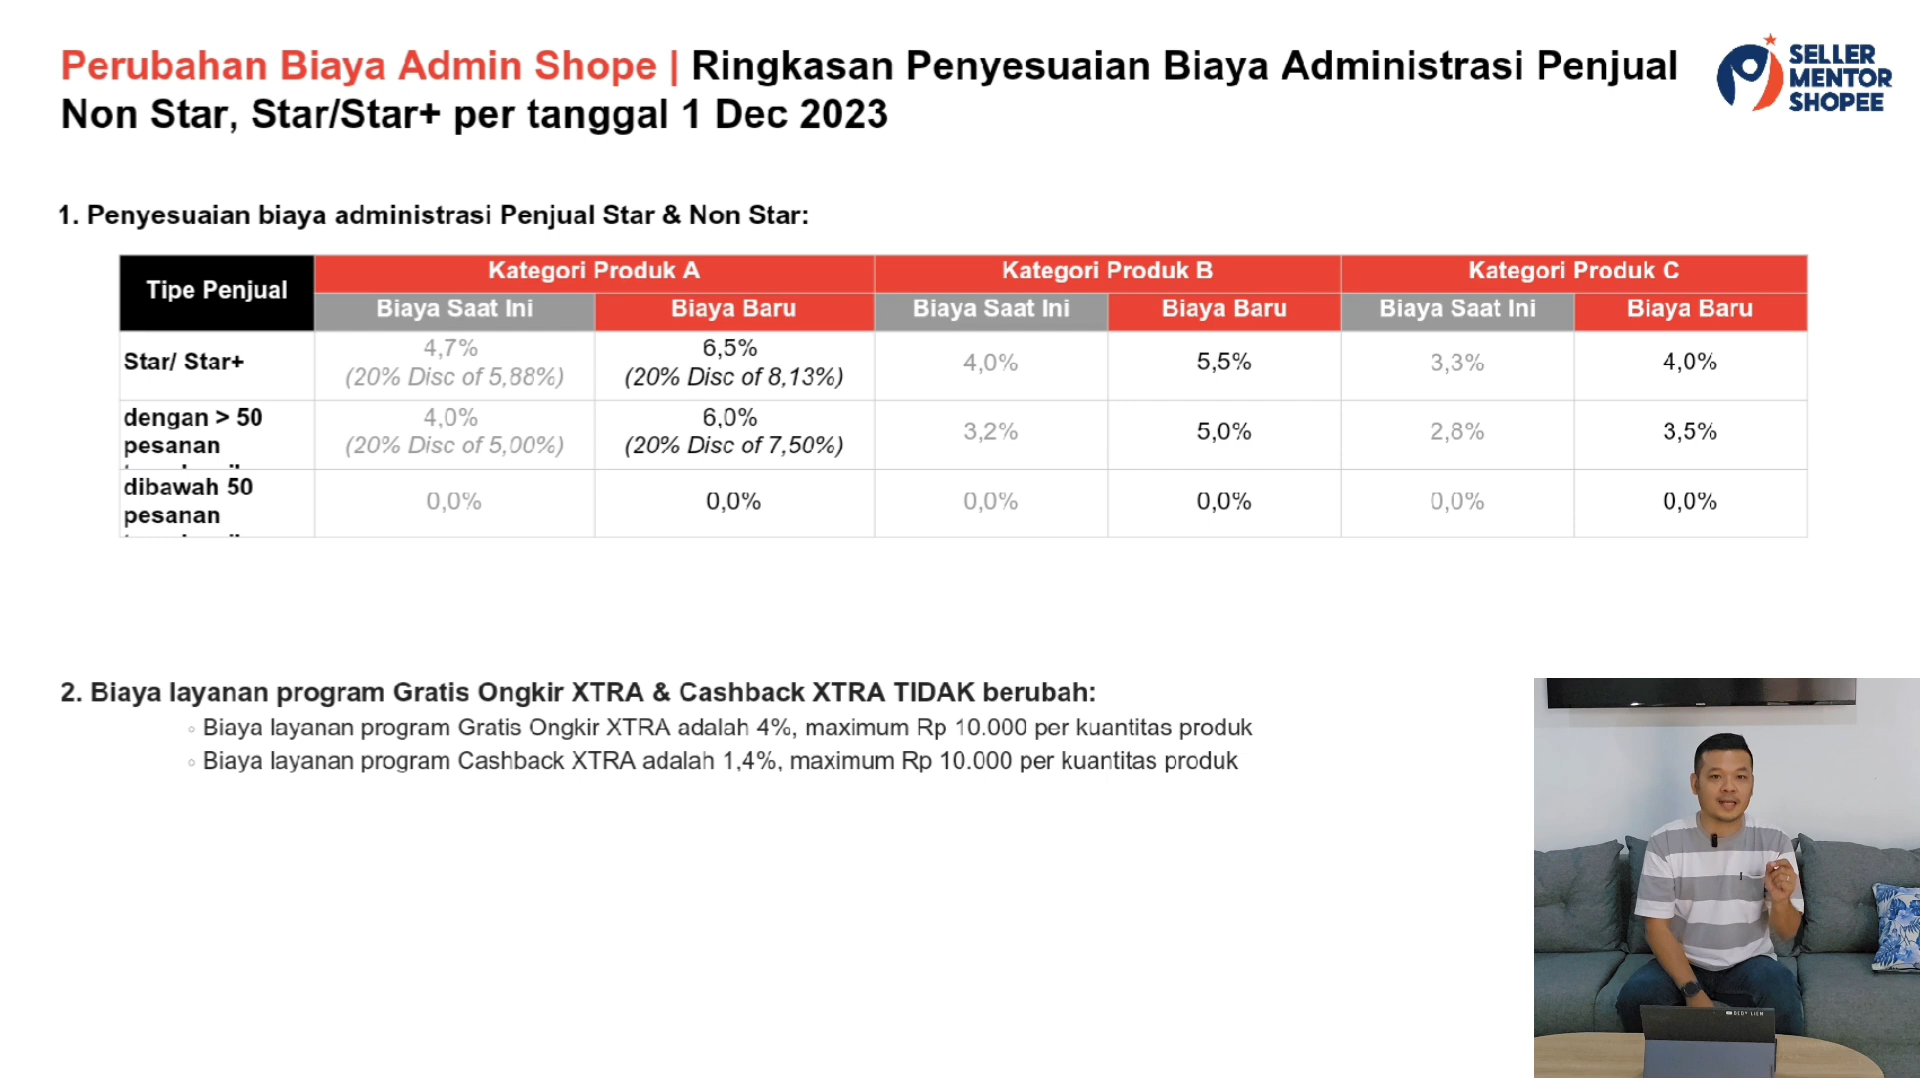 Perubahan Biaya Admin Shope | Ringkasan Penyesuaian Biaya Administrasi Penjual
Non Star, Star/Star+ per tanggal 1 Dec 2023
SELLER
MENTOR
SHOPEE
1. Penyesuaian biaya administrasi Penjual Star & Non Star:
Tipe Penjual
Kategori Produk A
Kategori Produk B
Kategori Produk C
Biaya Saat Ini
Biaya Baru
Biaya Saat Ini
Biaya Baru
Biaya Saat Ini
Biaya Baru
Star/ Star+
4,7%
(20% Disc of 5,88%)
6,5%
(20% Disc of 8,13%)
4,0%
5,5%
3,3%
4,0%
dengan > 50
pesanan
4,0%
(20% Disc of 5,00%)
6,0%
(20% Disc of 7,50%)
3,2%
5,0%
2,8%
3,5%
dibawah 50
pesanan
0,0%
0,0%
0,0%
0,0%
0,0%
0,0%
2. Biaya layanan program Gratis Ongkir XTRA & Cashback XTRA TIDAK berubah:
◦ Biaya layanan program Gratis Ongkir XTRA adalah 4%, maximum Rp 10.000 per kuantitas produk
◦ Biaya layanan program Cashback XTRA adalah 1,4%, maximum Rp 10.000 per kuantitas produk